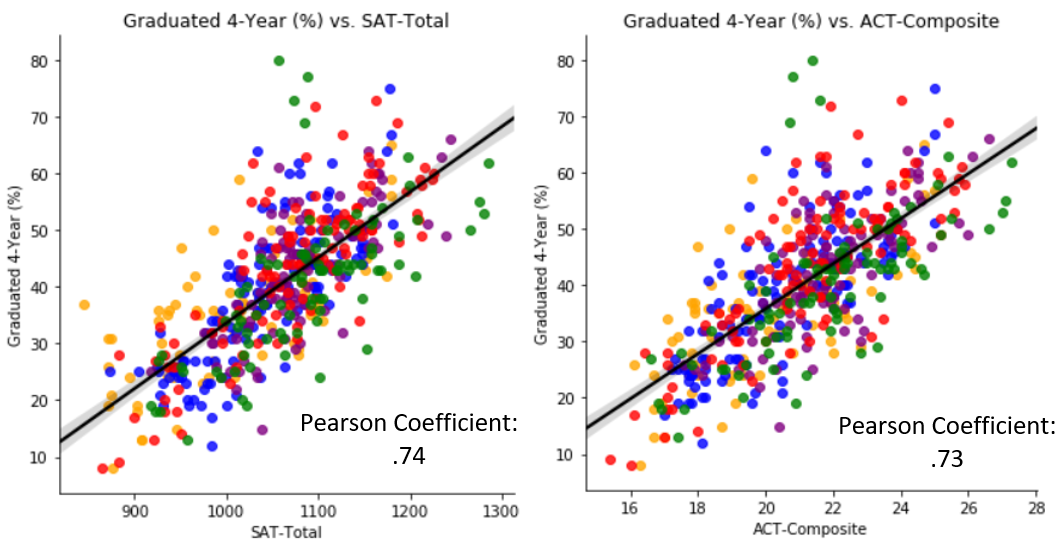 Graduated 4-Year (%) vs. SAT-Total
80
70
60
50
40
30
20
10
Graduated 4-Year (%)
Pearson Coefficient:
.74
900 1000 1100 1200 1300
SAT-Total
Graduated 4-Year (%) vs. ACT-Composite
80
70
60
50
40
30
20
10
Graduated 4-Year (%)
Pearson Coefficient:
.73
16 18 20 22 24 26 28
ACT-Composite